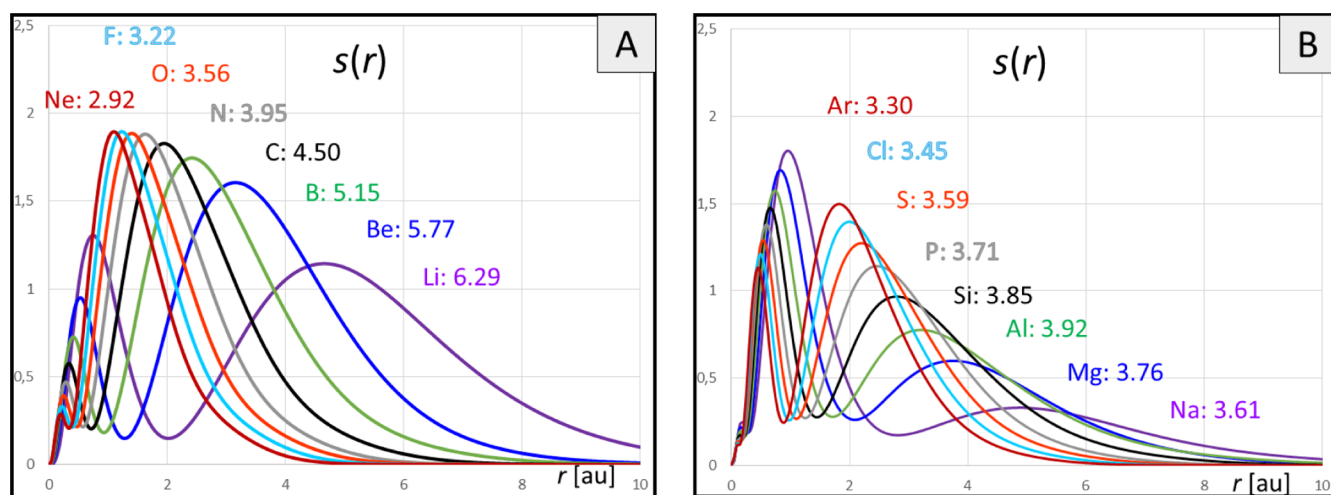 A
s(r)
F: 3.22
O: 3.56
Ne: 2.92
N: 3.95
C: 4.50
B: 5.15
Be: 5.77
Li: 6.29
2,5
2
1,5
1
0,5
0
0 2 4 6 8 10
r [au]
B
s(r)
Ar: 3.30
Cl: 3.45
S: 3.59
P: 3.71
Si: 3.85
Al: 3.92
Mg: 3.76
Na: 3.61
2,5
2
1,5
1
0,5
0
0 2 4 6 8 10
r [au]